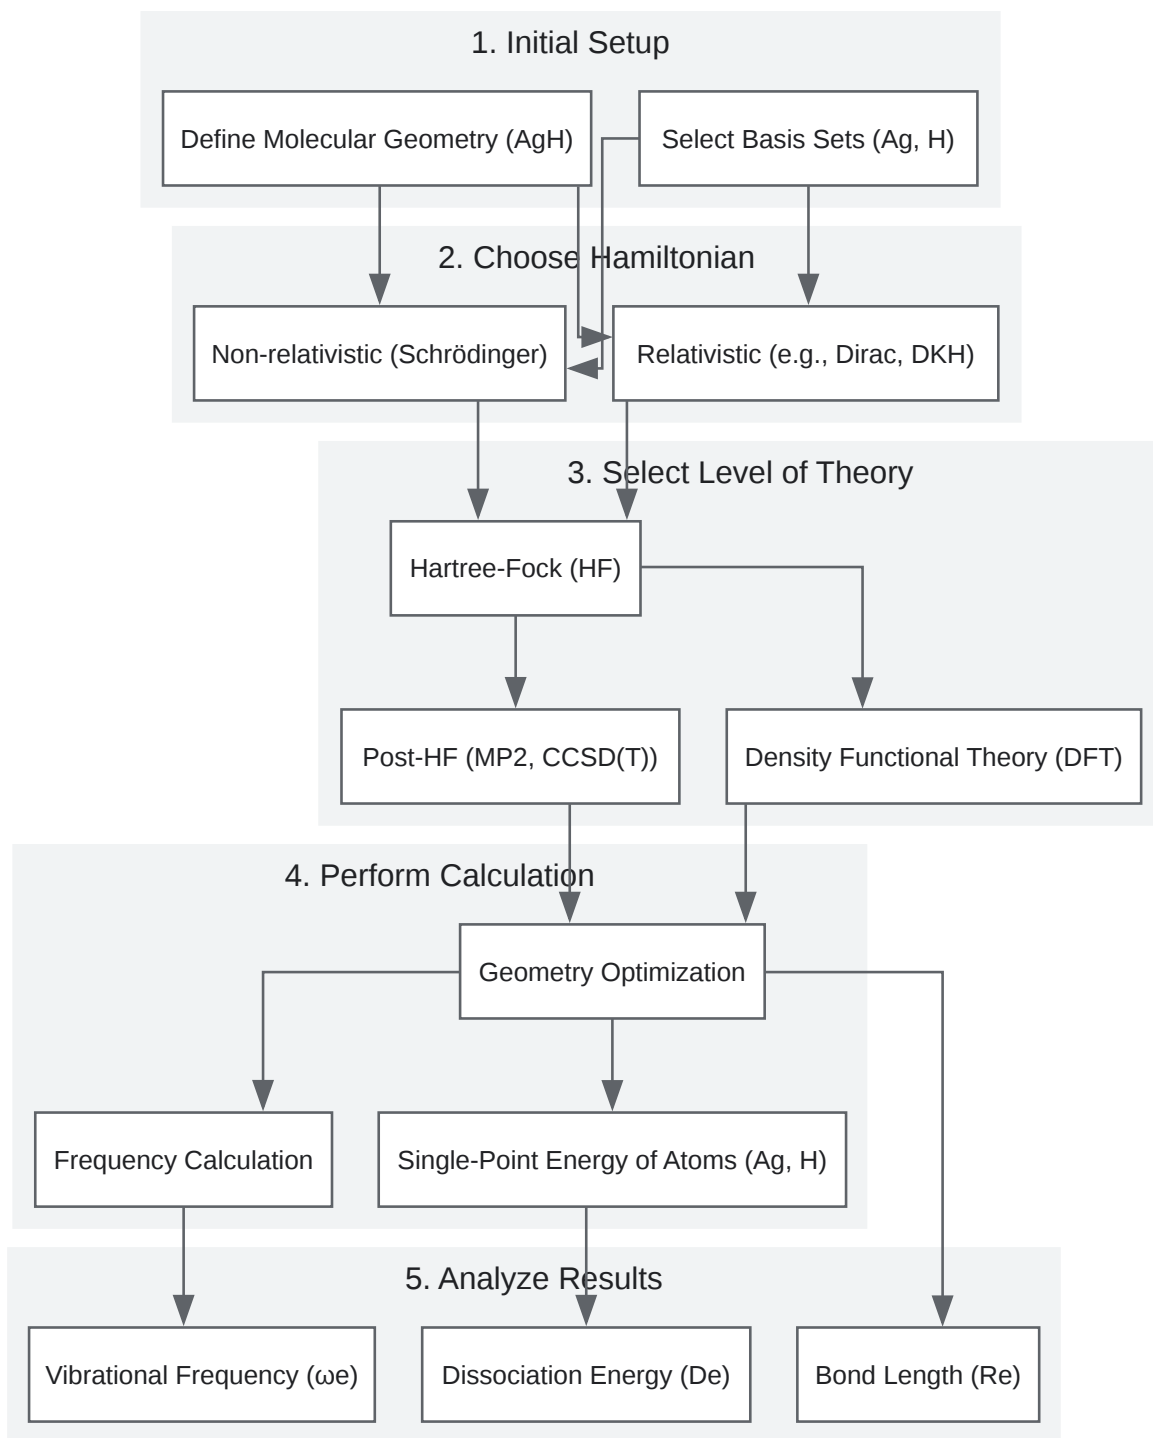 1. Initial Setup
Define Molecular Geometry (AgH)
Select Basis Sets (Ag, H)
2. Choose Hamiltonian
Non-relativistic (Schrödinger)
Relativistic (e.g., Dirac, DKH)
3. Select Level of Theory
Hartree-Fock (HF)
Post-HF (MP2, CCSD(T))
Density Functional Theory (DFT)
4. Perform Calculation
Geometry Optimization
Frequency Calculation
Single-Point Energy of Atoms (Ag, H)
5. Analyze Results
Vibrational Frequency (ωe)
Dissociation Energy (De)
Bond Length (Re)